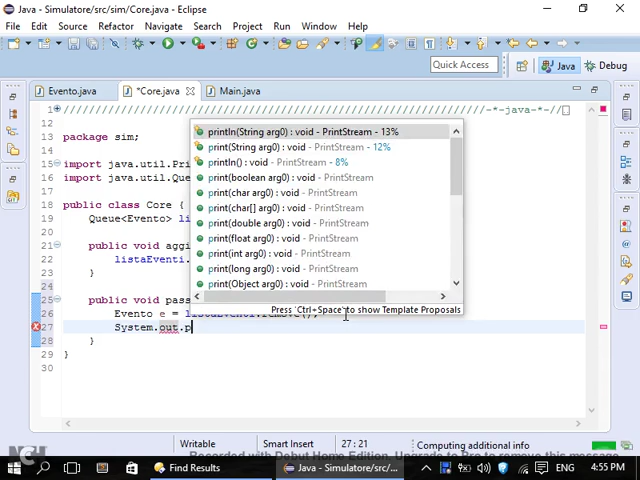 Java - Simulatore/src/sim/Core.java - Eclipse
File Edit Source Refactor Navigate Search Project Run Window Help
Quick Access Java Debug
Evento.java *Core.java Main.java
1 ////////////////////////////////////////////////////////////////-*-java-*-//
12
13 package sim;
14
15 import java.util.Pri
16 import java.util.Que
17
18 public class Core {
19 Queue<Evento> li
20
21 public void aggi
22 listaEventi.
23 }
24
25 public void pass
26 Evento e = listaEventi.remove();
27 System.out.p
28 }
29 }
30
println(String arg0) : void - PrintStream - 13%
print(String arg0) : void - PrintStream - 12%
println() : void - PrintStream - 8%
print(boolean arg0) : void - PrintStream
print(char arg0) : void - PrintStream
print(char[] arg0) : void - PrintStream
print(double arg0) : void - PrintStream
print(float arg0) : void - PrintStream
print(int arg0) : void - PrintStream
print(long arg0) : void - PrintStream
print(Object arg0) : void - PrintStream
Press 'Ctrl+Space' to show Template Proposals
Writable Smart Insert 27 : 21 Computing additional info
NCH Recorded with Debut Home Edition. Upgrade to Pro to remove this message
Find Results Java - Simulatore/src/... ENG 4:55 PM